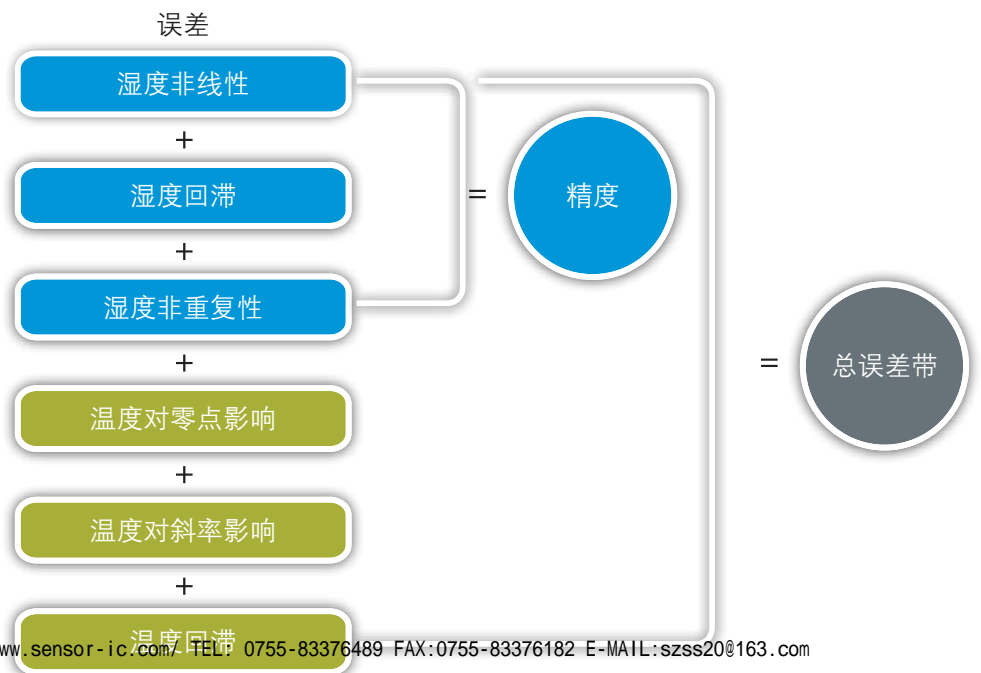 误差
湿度非线性
+
湿度回滞
+
湿度非重复性
=
精度
+
温度对零点影响
+
温度对斜率影响
+
温度回滞
=
总误差带
ww.sensor-ic.com/ TEL: 0755-83376489 FAX:0755-83376182 E-MAIL:szss20@163.com